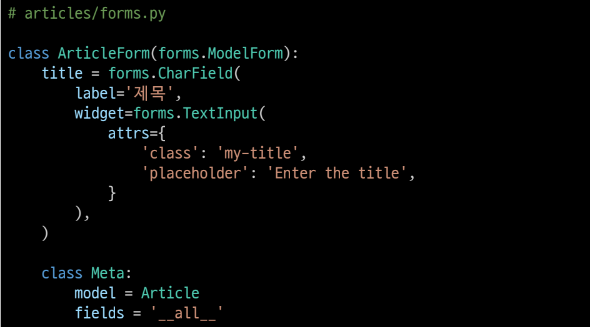 # articles/forms.py
class ArticleForm(forms.ModelForm):
    title = forms.CharField(
        label='제목',
        widget=forms.TextInput(
            attrs={
                'class': 'my-title',
                'placeholder': 'Enter the title',
            }
        ),
    )
    class Meta:
        model = Article
        fields = '__all__'